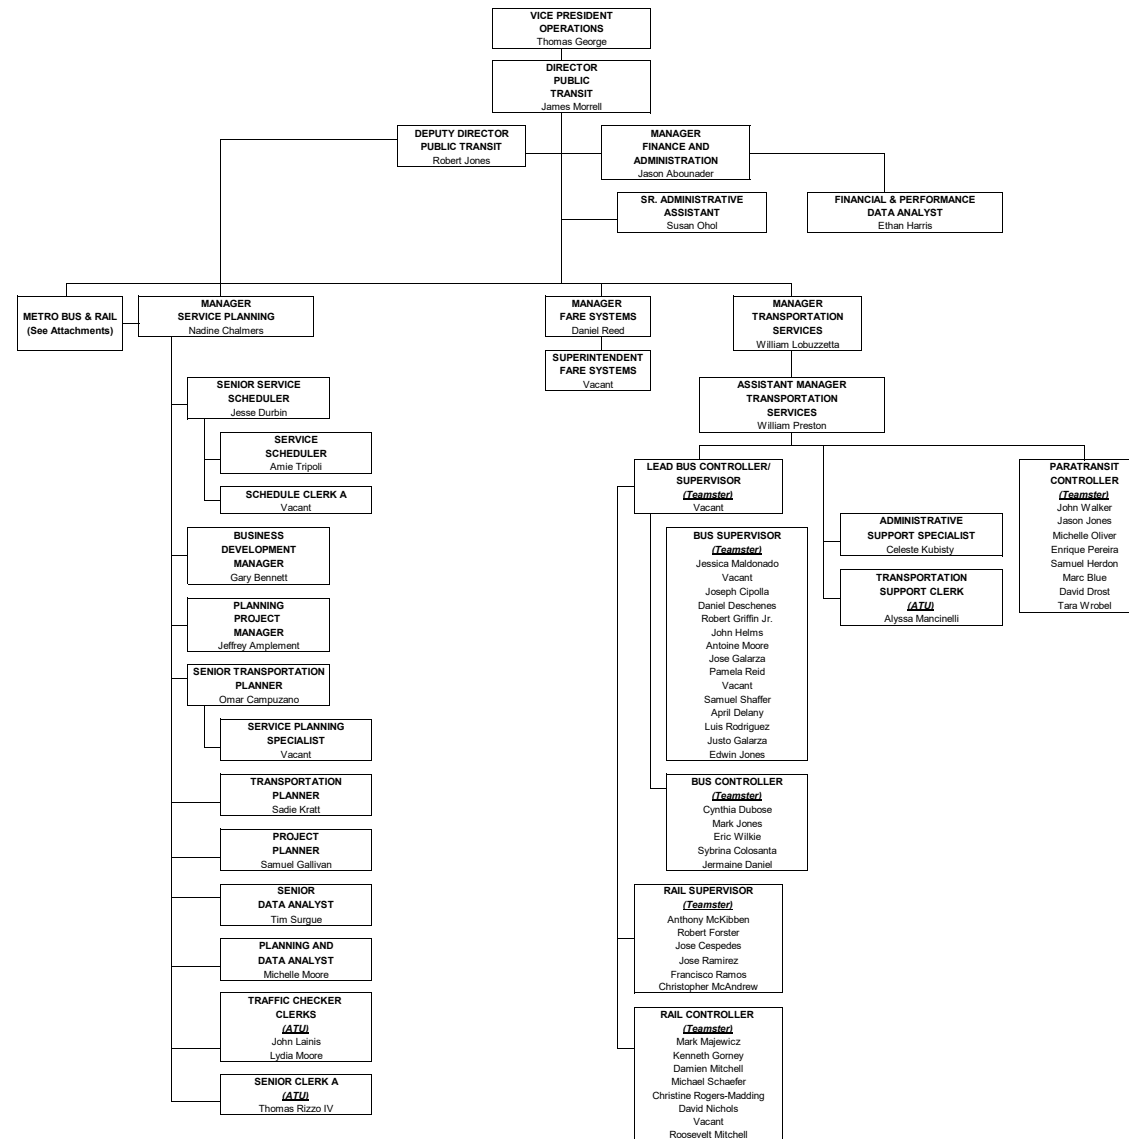 VICE PRESIDENT
OPERATIONS
Thomas George
DIRECTOR
PUBLIC
TRANSIT
James Morrell
DEPUTY DIRECTOR
PUBLIC TRANSIT
Robert Jones
MANAGER
FINANCE AND
ADMINISTRATION
Jason Abounader
SR. ADMINISTRATIVE
ASSISTANT
Susan Ohol
FINANCIAL & PERFORMANCE
DATA ANALYST
Ethan Harris
METRO BUS & RAIL
(See Attachments)
MANAGER
SERVICE PLANNING
Nadine Chalmers
MANAGER
FARE SYSTEMS
Daniel Reed
SUPERINTENDENT
FARE SYSTEMS
Vacant
MANAGER
TRANSPORTATION
SERVICES
William Lobuzzetta
ASSISTANT MANAGER
TRANSPORTATION
SERVICES
William Preston
SENIOR SERVICE
SCHEDULER
Jesse Durbin
SERVICE
SCHEDULER
Amie Tripoli
SCHEDULE CLERK A
Vacant
BUSINESS
DEVELOPMENT
MANAGER
Gary Bennett
PLANNING
PROJECT
MANAGER
Jeffrey Amplement
SENIOR TRANSPORTATION
PLANNER
Omar Campuzano
SERVICE PLANNING
SPECIALIST
Vacant
TRANSPORTATION
PLANNER
Sadie Kratt
PROJECT
PLANNER
Samuel Gallivan
SENIOR
DATA ANALYST
Tim Surgue
PLANNING AND
DATA ANALYST
Michelle Moore
TRAFFIC CHECKER
CLERKS
(ATU)
John Lainis
Lydia Moore
SENIOR CLERK A
(ATU)
Thomas Rizzo IV
LEAD BUS CONTROLLER/
SUPERVISOR
(Teamster)
Vacant
BUS SUPERVISOR
(Teamster)
Jessica Maldonado
Vacant
Joseph Cipolla
Daniel Deschenes
Robert Griffin Jr.
John Helms
Antoine Moore
Jose Galarza
Pamela Reid
Vacant
Samuel Shaffer
April Delany
Luis Rodriguez
Justo Galarza
Edwin Jones
BUS CONTROLLER
(Teamster)
Cynthia Dubose
Mark Jones
Eric Wilkie
Sybrina Colosanta
Jermaine Daniel
RAIL SUPERVISOR
(Teamster)
Anthony McKibben
Robert Forster
Jose Cespedes
Jose Ramirez
Francisco Ramos
Christopher McAndrew
RAIL CONTROLLER
(Teamster)
Mark Majewicz
Kenneth Gorney
Damien Mitchell
Michael Schaefer
Christine Rogers-Madding
David Nichols
Vacant
Roosevelt Mitchell
ADMINISTRATIVE
SUPPORT SPECIALIST
Celeste Kubisty
TRANSPORTATION
SUPPORT CLERK
(ATU)
Alyssa Mancinelli
PARATRANSIT
CONTROLLER
(Teamster)
John Walker
Jason Jones
Michelle Oliver
Enrique Pereira
Samuel Herdon
Marc Blue
David Drost
Tara Wrobel